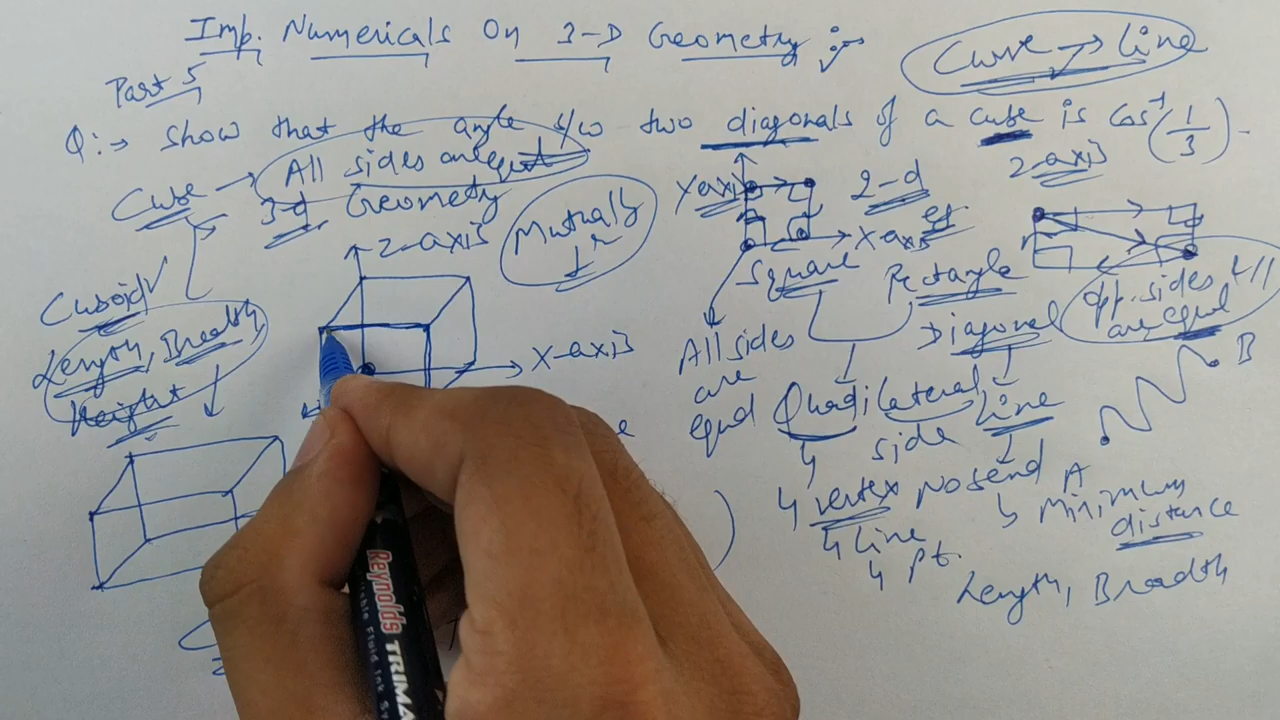 Imp. Numericals On 3-D Geometry :-
Curve → Line
Part 5
Q:→ Show that the angle b/w two diagonals of a cube is Cos⁻¹(1/3).
Cube → All sides are equal
3-d Geometry
Mutually
⊥r
Cuboid
Length, Breadth
Height
Z-axis
X-axis
Y axis
2-d
X axis
Z-axis
Square
Rectangle
Opp. sides
are equal
All sides
are
equal
Diagonal
Quadilateral
4 side
Line
4 vertex No send
4 Line
4 pt.
A
B
Minimum
distance
Length, Breadth
Reynolds TRIMA